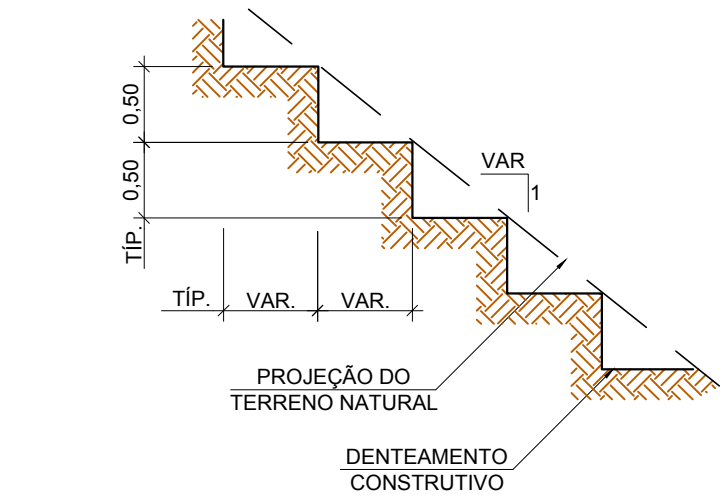 0,50
0,50
TÍP.
VAR
1
TÍP.
VAR.
VAR.
PROJEÇÃO DO
TERRENO NATURAL
DENTEAMENTO
CONSTRUTIVO